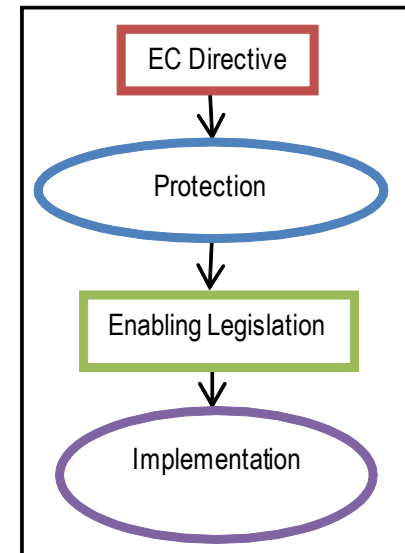 EC Directive
Protection
Enabling Legislation
Implementation